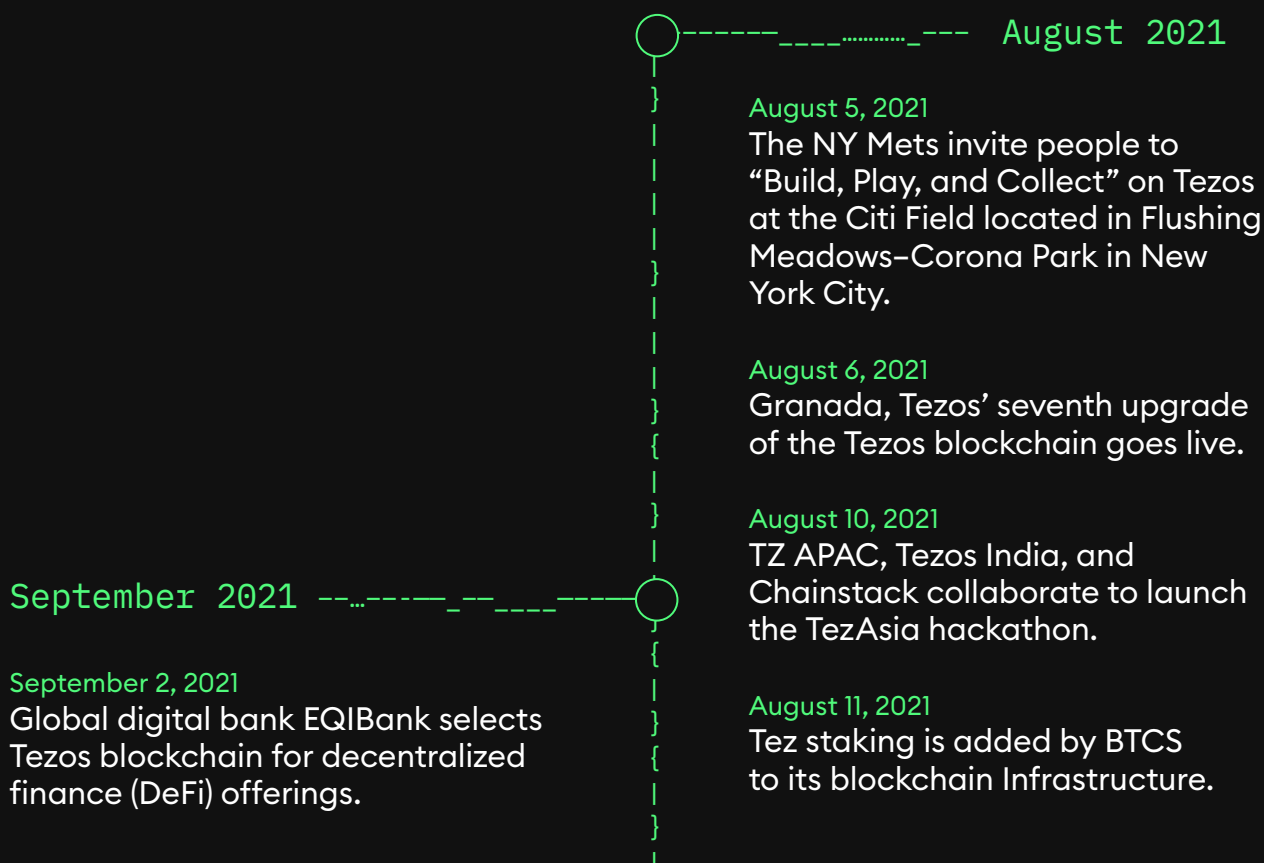 August 2021
August 5, 2021
The NY Mets invite people to
“Build, Play, and Collect” on Tezos
at the Citi Field located in Flushing
Meadows–Corona Park in New
York City.
August 6, 2021
Granada, Tezos’ seventh upgrade
of the Tezos blockchain goes live.
August 10, 2021
TZ APAC, Tezos India, and
Chainstack collaborate to launch
the TezAsia hackathon.
August 11, 2021
Tez staking is added by BTCS
to its blockchain Infrastructure.
September 2021
September 2, 2021
Global digital bank EQIBank selects
Tezos blockchain for decentralized
finance (DeFi) offerings.